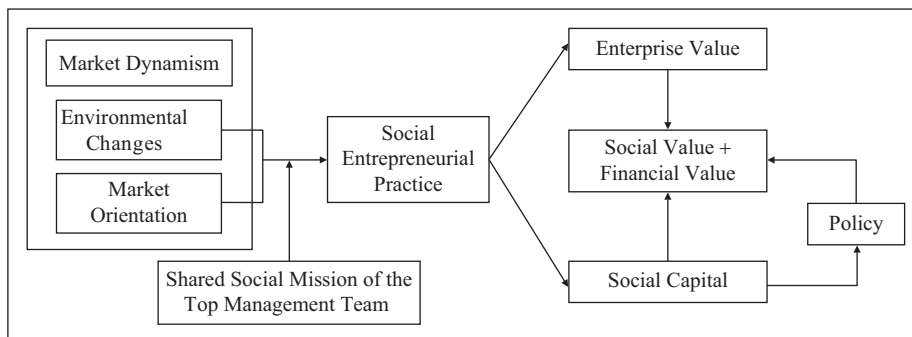 Market Dynamism
Environmental
Changes
Market
Orientation
Shared Social Mission of the
Top Management Team
Social
Entrepreneurial
Practice
Enterprise Value
Social Value +
Financial Value
Policy
Social Capital